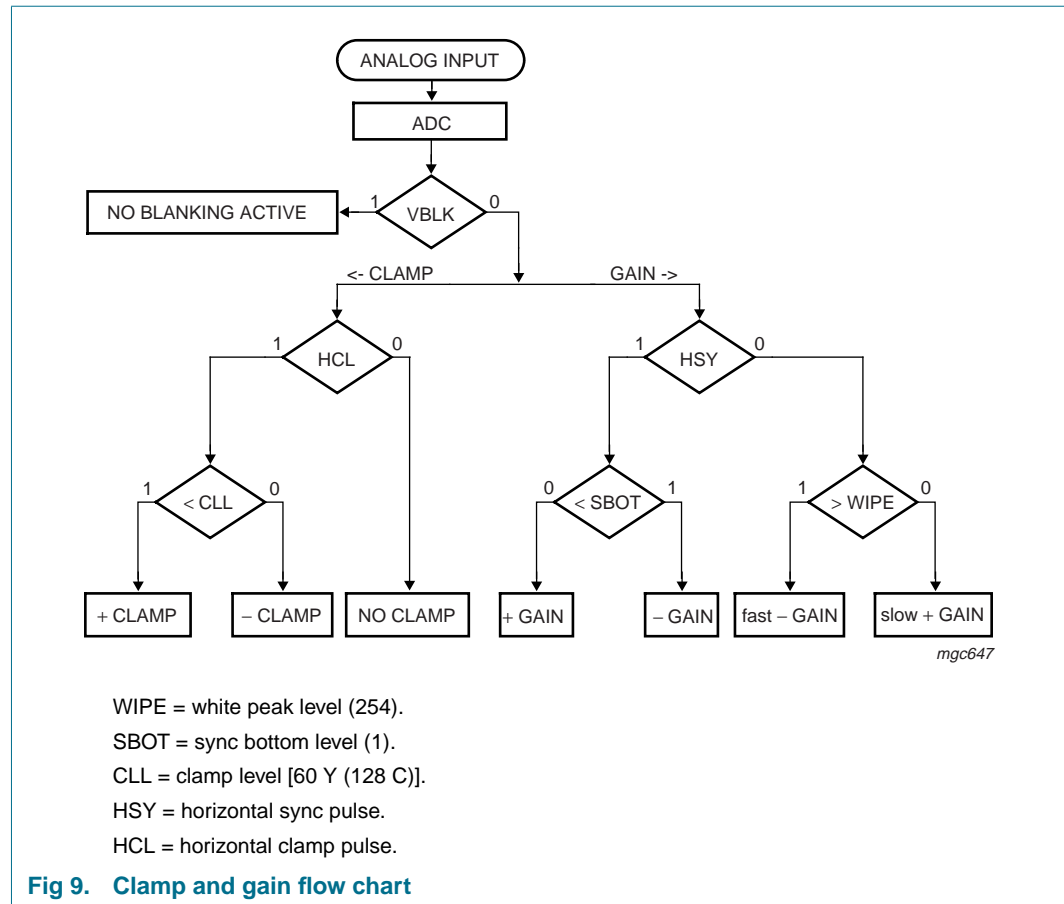 ANALOG INPUT
ADC
1 VBLK 0
NO BLANKING ACTIVE
<- CLAMP GAIN ->
1 HCL 0
1 HSY 0
1 < CLL 0
0 < SBOT 1
1 > WIPE 0
+ CLAMP
− CLAMP
NO CLAMP
+ GAIN
− GAIN
fast − GAIN
slow + GAIN
mgc647
WIPE = white peak level (254).
SBOT = sync bottom level (1).
CLL = clamp level [60 Y (128 C)].
HSY = horizontal sync pulse.
HCL = horizontal clamp pulse.
Fig 9. Clamp and gain flow chart